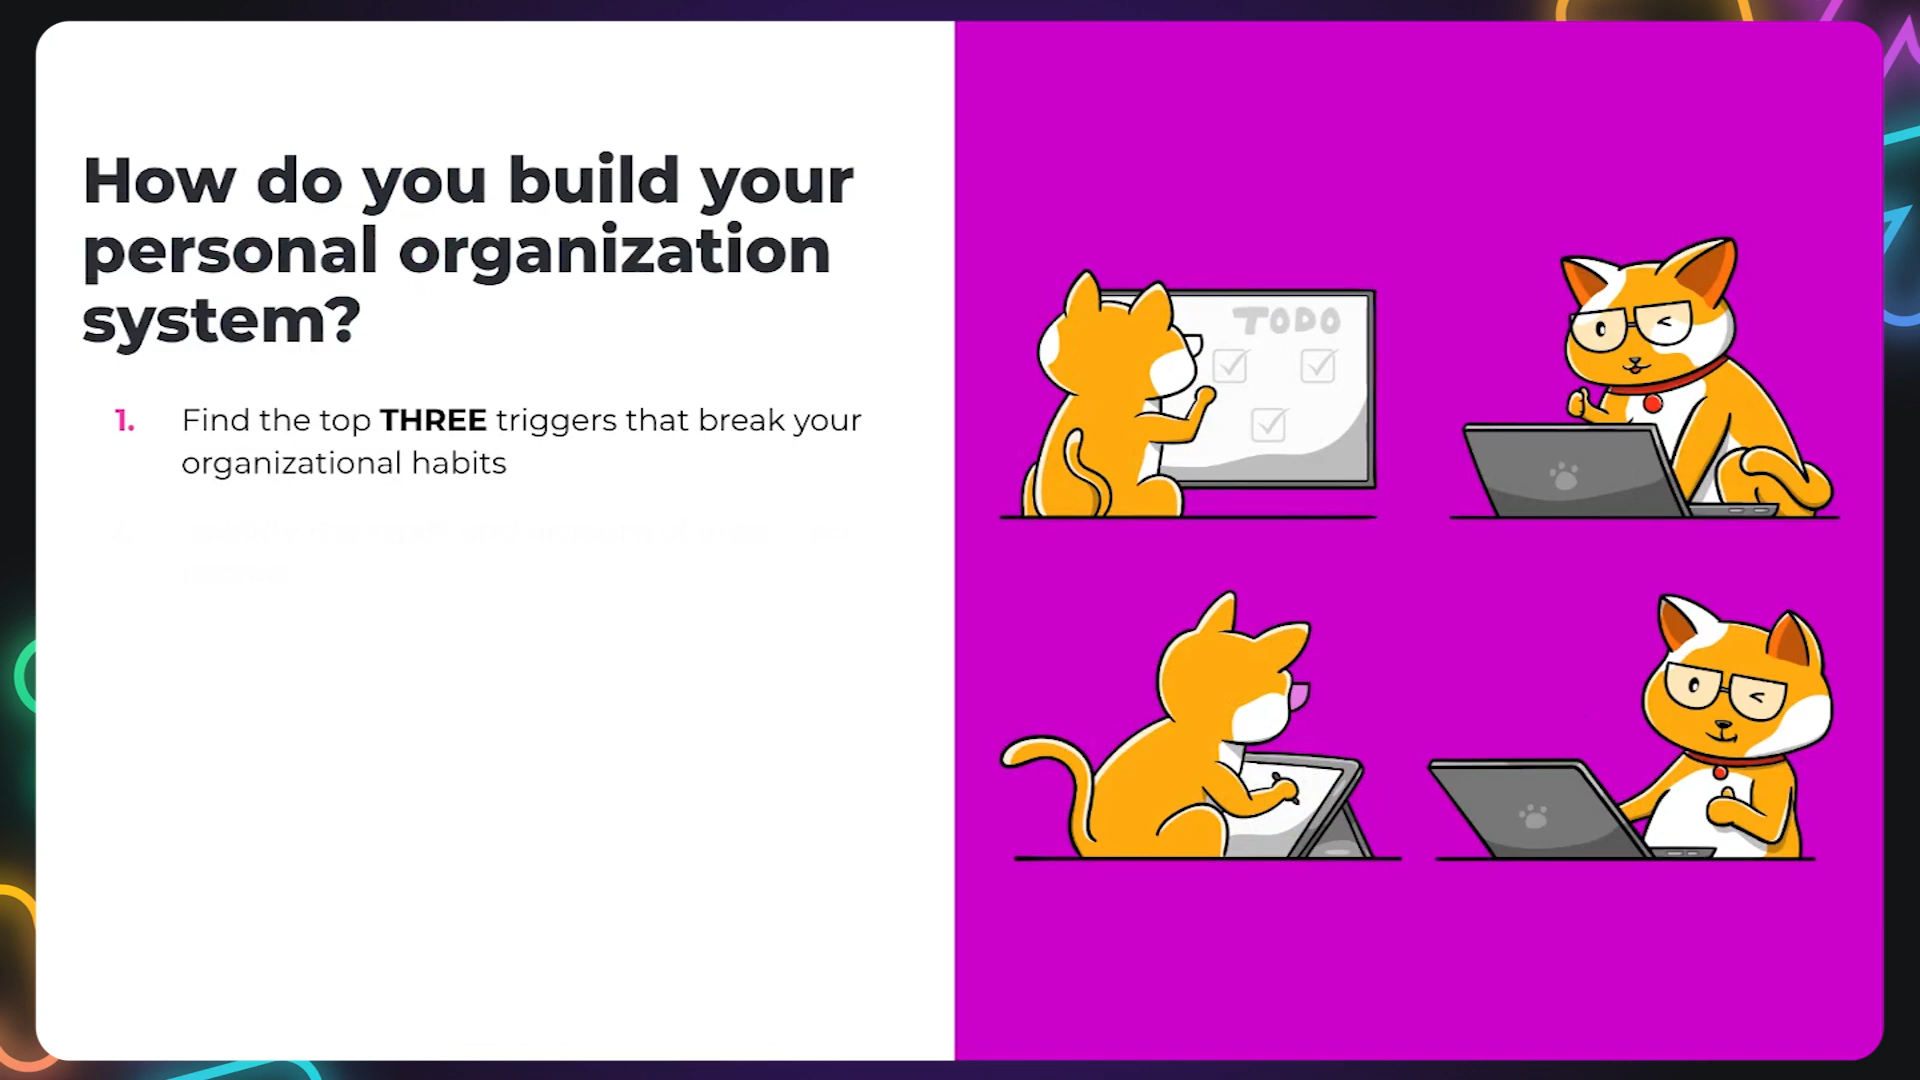 How do you build your
personal organization
system?
1. Find the top THREE triggers that break your
organizational habits
TODO